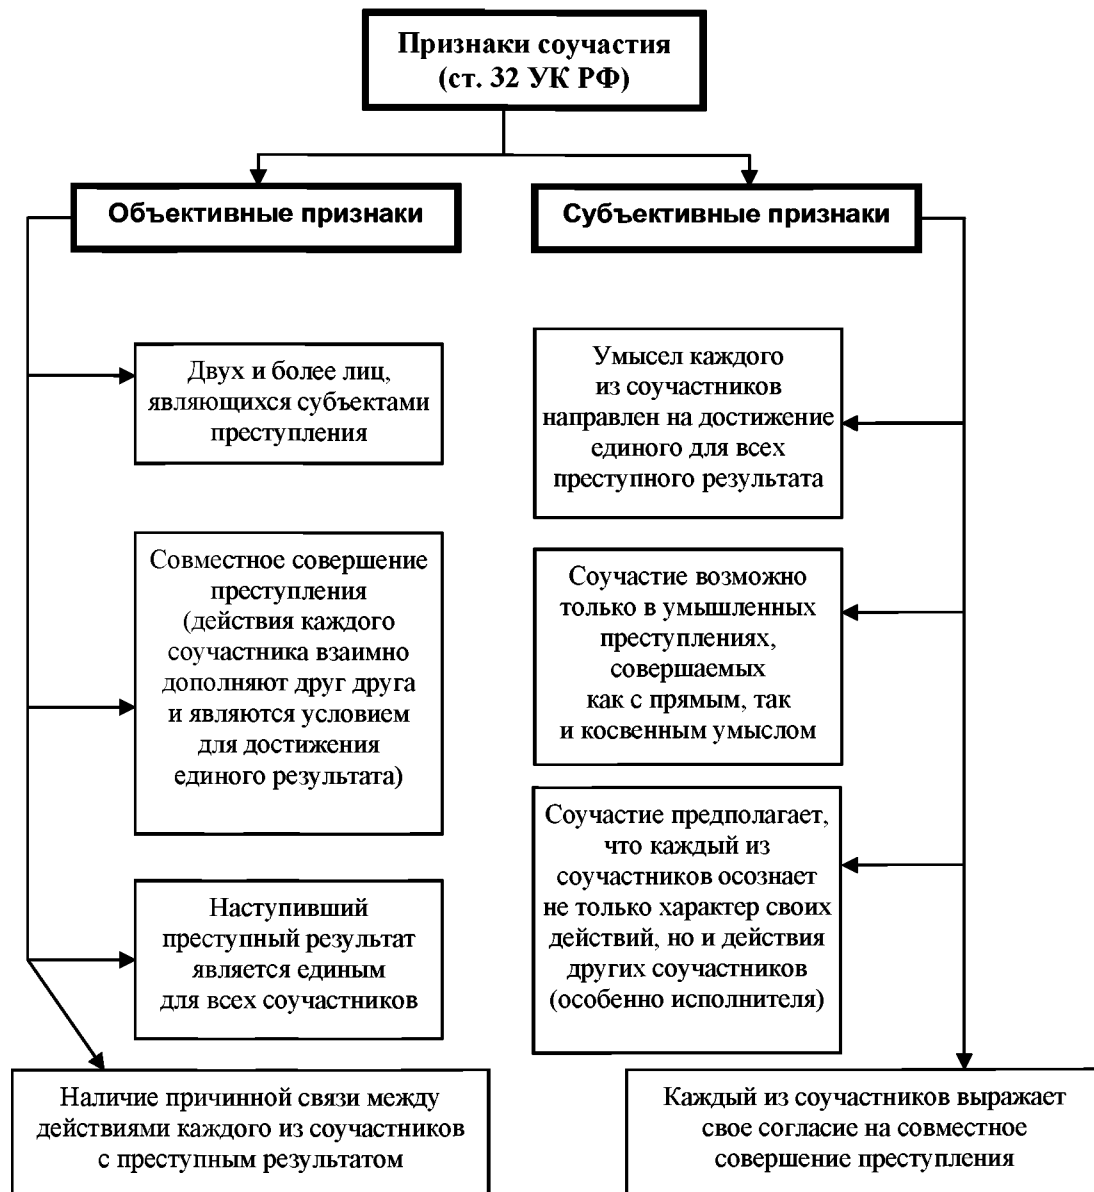 Признаки соучастия
(ст. 32 УК РФ)
Объективные признаки
Двух и более лиц,
являющихся субъектами
преступления
Совместное совершение
преступления
(действия каждого
соучастника взаимно
дополняют друг друга
и являются условием
для достижения
единого результата)
Наступивший
преступный результат
является единым
для всех соучастников
Наличие причинной связи между
действиями каждого из соучастников
с преступным результатом
Субъективные признаки
Умысел каждого
из соучастников
направлен на достижение
единого для всех
преступного результата
Соучастие возможно
только в умышленных
преступлениях,
совершаемых
как с прямым, так
и косвенным умыслом
Соучастие предполагает,
что каждый из
соучастников осознает
не только характер своих
действий, но и действия
других соучастников
(особенно исполнителя)
Каждый из соучастников выражает
свое согласие на совместное
совершение преступления